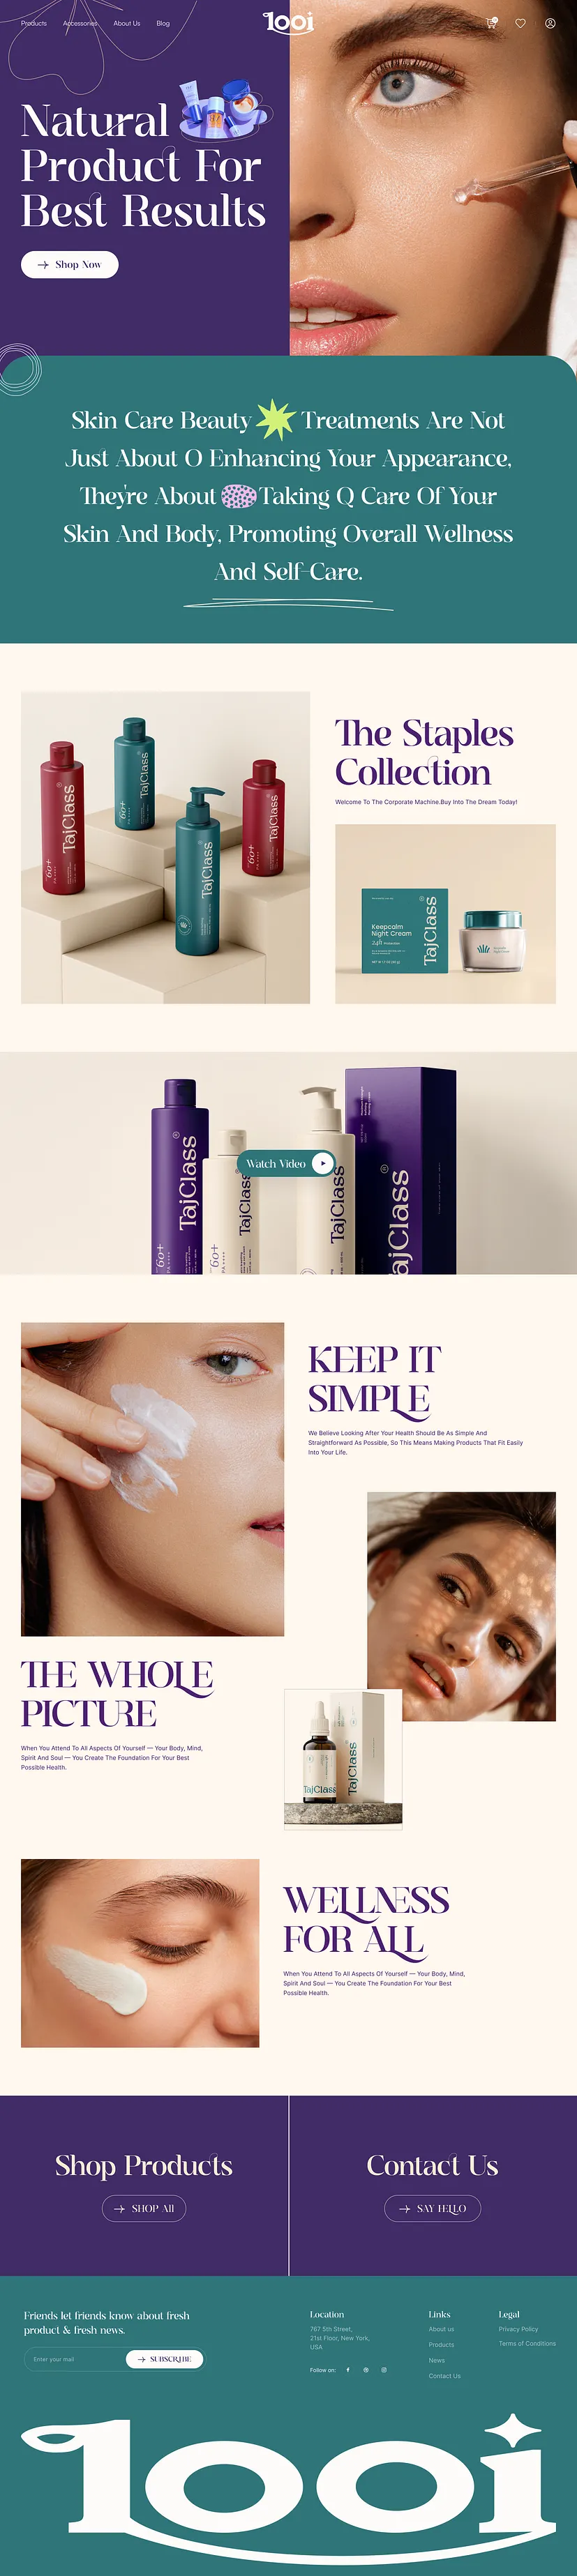 Products
Accessories
About Us
Blog
1ooi
Natural
Product For
Best Results
Shop Now
Skin Care Beauty Treatments Are Not
Just About O Enhancing Your Appearance,
They're About Taking Q Care Of Your
Skin And Body, Promoting Overall Wellness
And Self-Care.
60+
TajClass
60+
TajClass
TajClass
60+
TajClass
The Staples
Collection
Welcome To The Corporate Machine.Buy Into The Dream Today!
Keepcalm
Night Cream
24h
TajClass
TajClass
60+
TajClass
60+
TajClass
TajClass
Watch Video
KEEP IT
SIMPLE
We Believe Looking After Your Health Should Be As Simple And
Straightforward As Possible, So This Means Making Products That Fit Easily
Into Your Life.
THE WHOLE
PICTURE
When You Attend To All Aspects Of Yourself — Your Body, Mind,
Spirit And Soul — You Create The Foundation For Your Best
Possible Health.
TajClass
TajClass
WELLNESS
FOR ALL
When You Attend To All Aspects Of Yourself — Your Body, Mind,
Spirit And Soul — You Create The Foundation For Your Best
Possible Health.
Shop Products
SHOP All
Contact Us
SAY HELLO
Friends let friends know about fresh
product & fresh news.
Enter your mail
SUBSCRIBE
Location
767 5th Street,
21st Floor, New York,
USA
Follow on:
Links
About us
Products
News
Contact Us
Legal
Privacy Policy
Terms of Conditions
1ooi